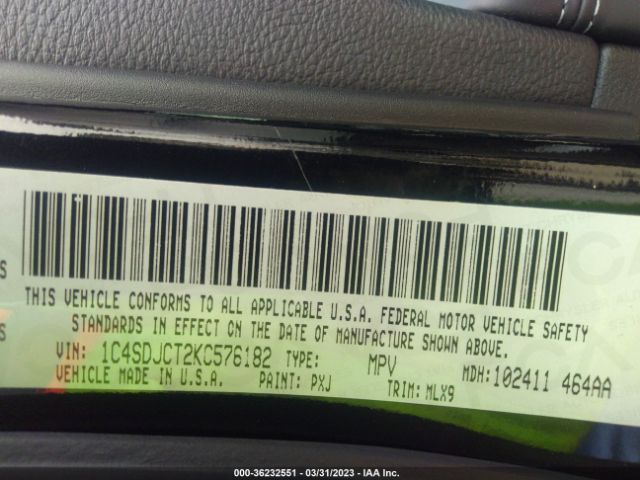 THIS VEHICLE CONFORMS TO ALL APPLICABLE U.S.A. FEDERAL MOTOR VEHICLE SAFETY
STANDARDS IN EFFECT ON THE DATE OF MANUFACTURE SHOWN ABOVE.
VIN: 1C4SDJCT2KC576182 TYPE: MPV MDH:102411 464AA
VEHICLE MADE IN U.S.A. PAINT: PXJ TRIM: MLX9
000-36232551 - 03/31/2023 - IAA Inc.